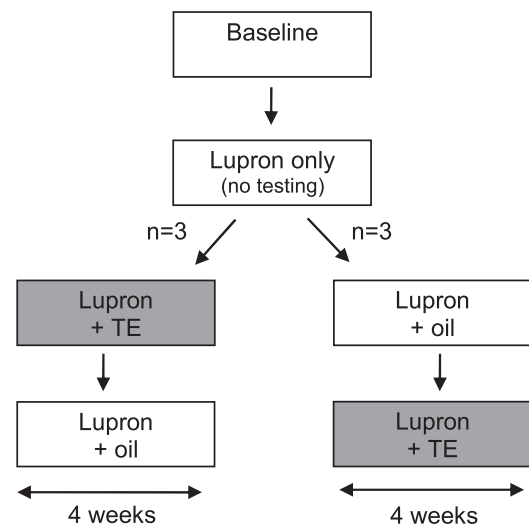 Baseline
Lupron only
(no testing)
n=3
n=3
Lupron
+ TE
Lupron
+ oil
Lupron
+ oil
Lupron
+ TE
4 weeks
4 weeks